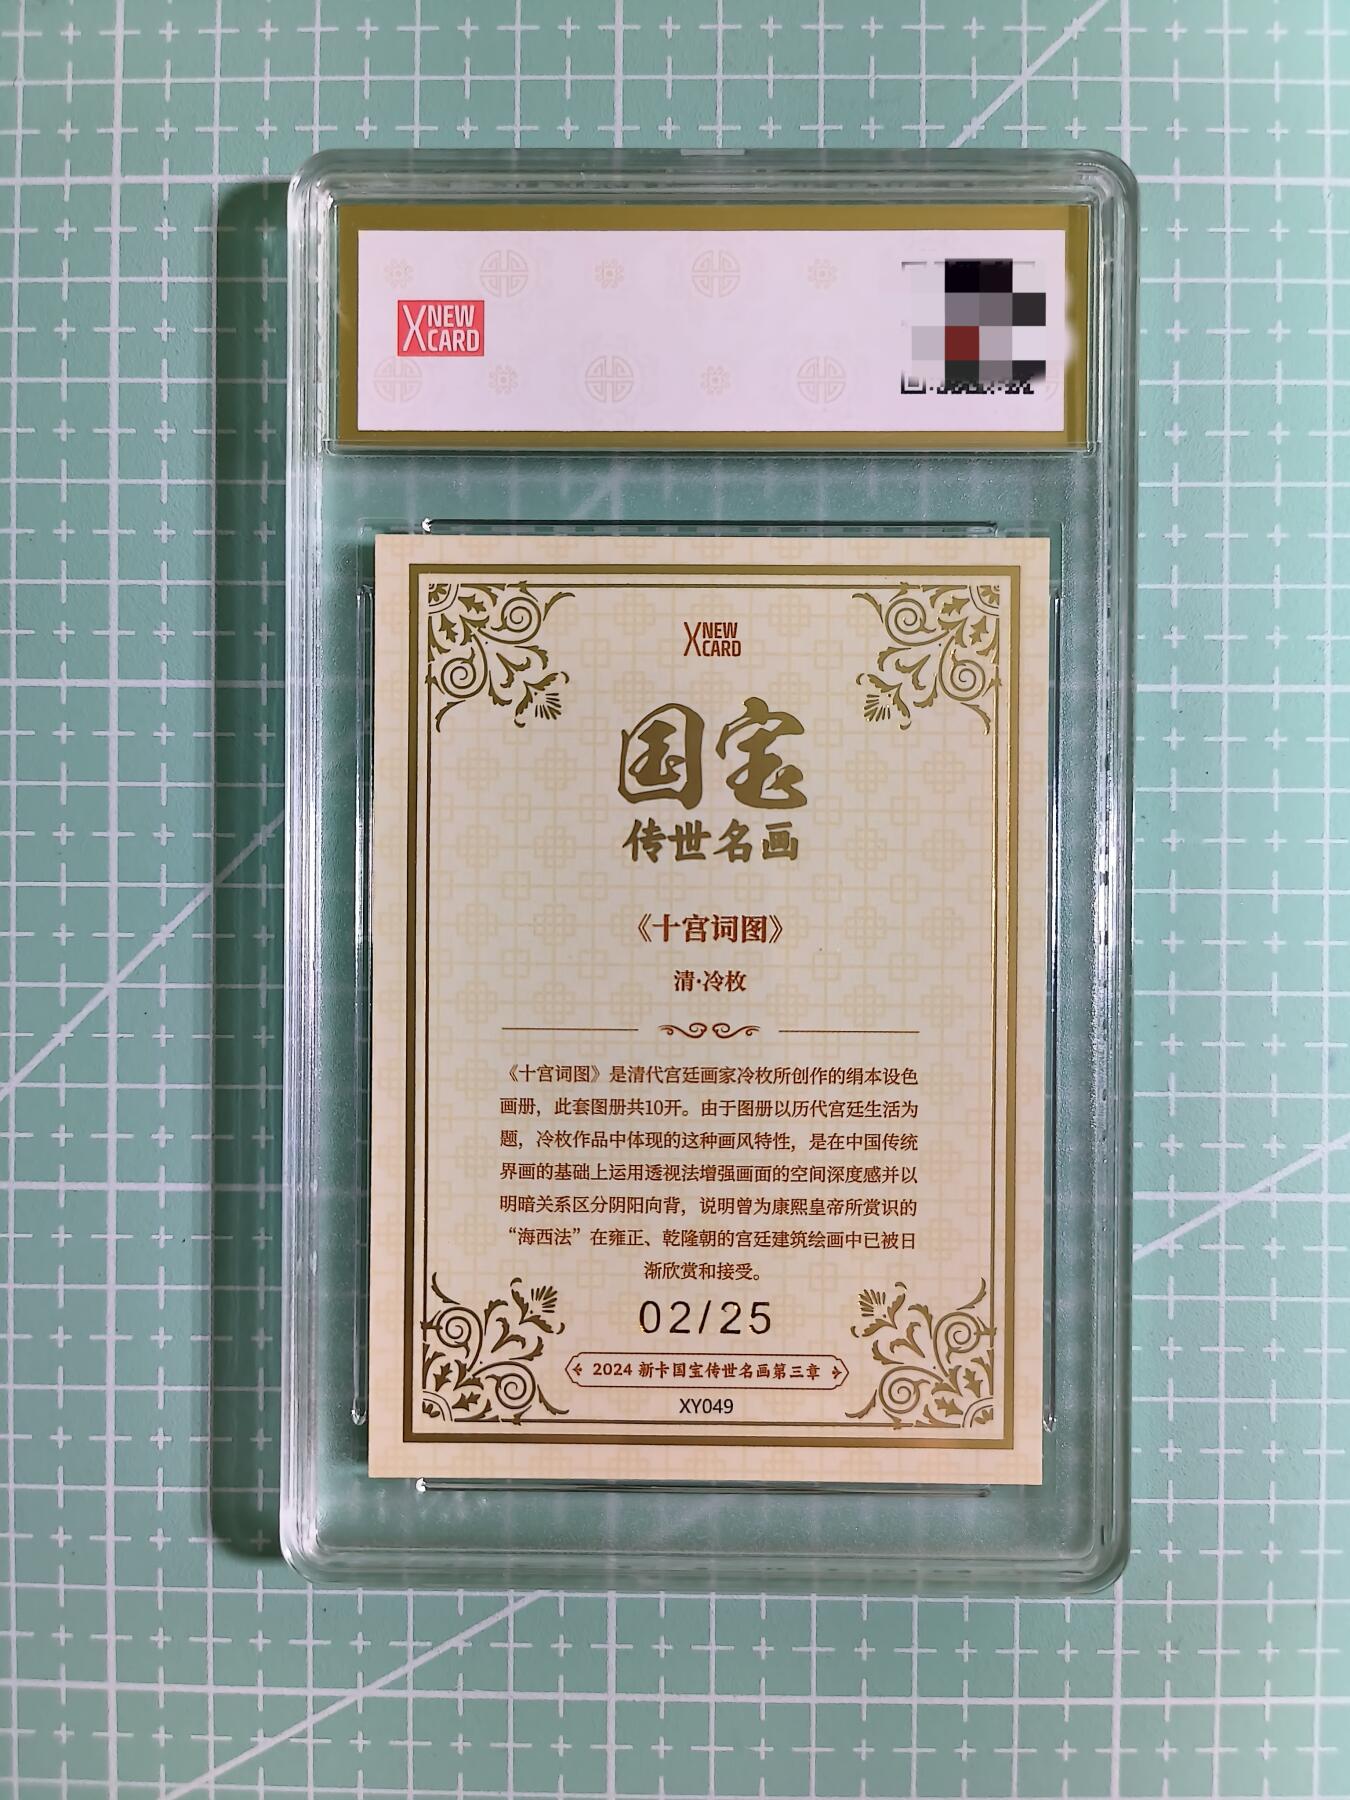 XNEW
CARD
XNEW
CARD
国宝
传世名画
《十宫词图》
清·冷枚
《十宫词图》是清代宫廷画家冷枚所创作的绢本设色
画册，此套图册共10开。由于图册以历代宫廷生活为
题，冷枚作品中体现的这种画风特性，是在中国传统
界画的基础上运用透视法增强画面的空间深度感并以
明暗关系区分阴阳向背，说明曾为康熙皇帝所赏识的
“海西法”在雍正、乾隆朝的宫廷建筑绘画中已被日
渐欣赏和接受。
02/25
2024 新卡国宝传世名画第三章
XY049